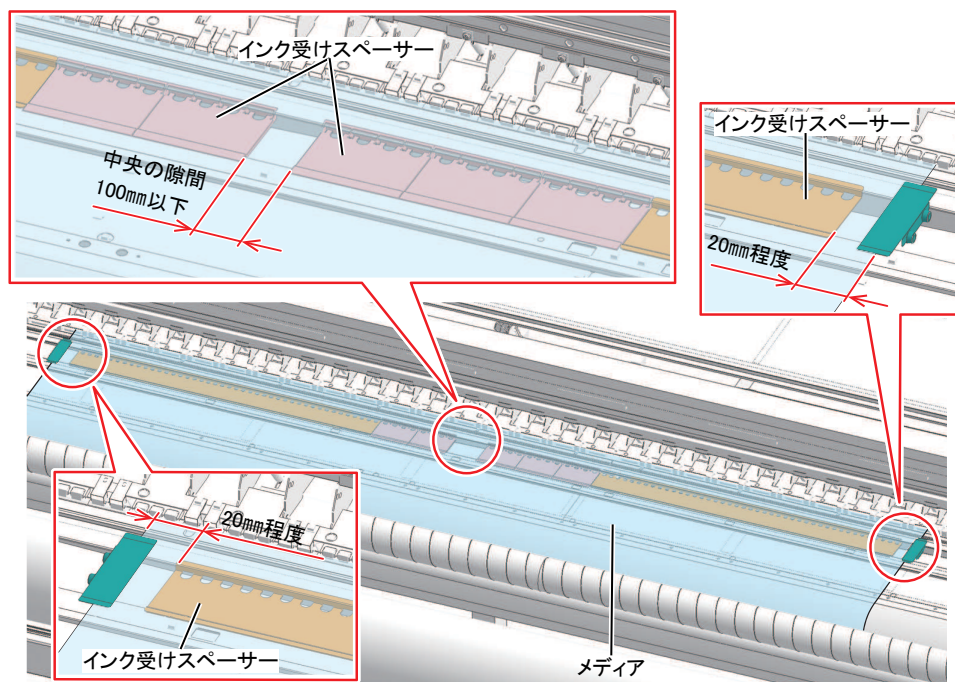 インク受けスペーサー
中央の隙間
100mm以下
インク受けスペーサー
20mm程度
20mm程度
インク受けスペーサー
メディア